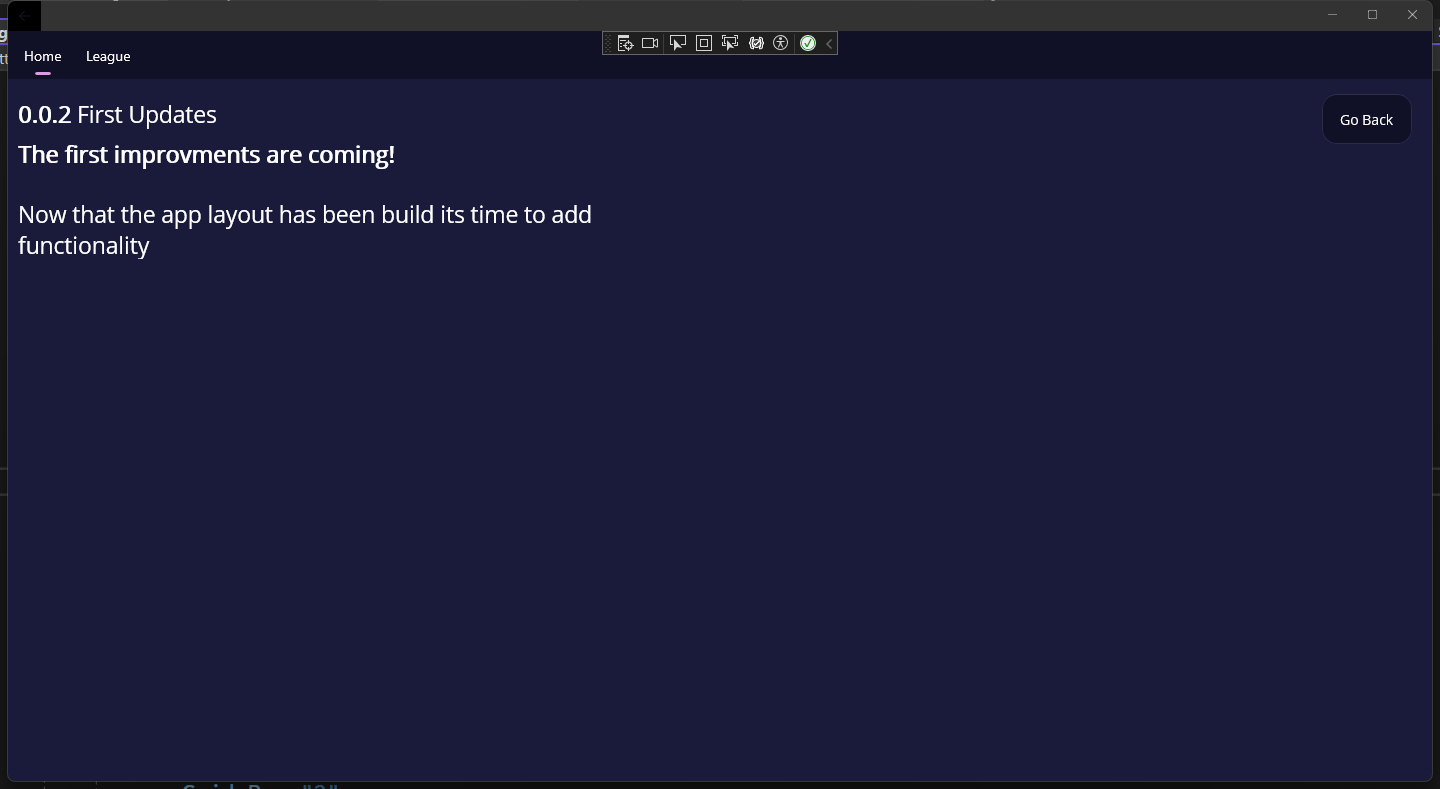 Home League
0.0.2 First Updates
Go Back
The first improvments are coming!
Now that the app layout has been build its time to add
functionality